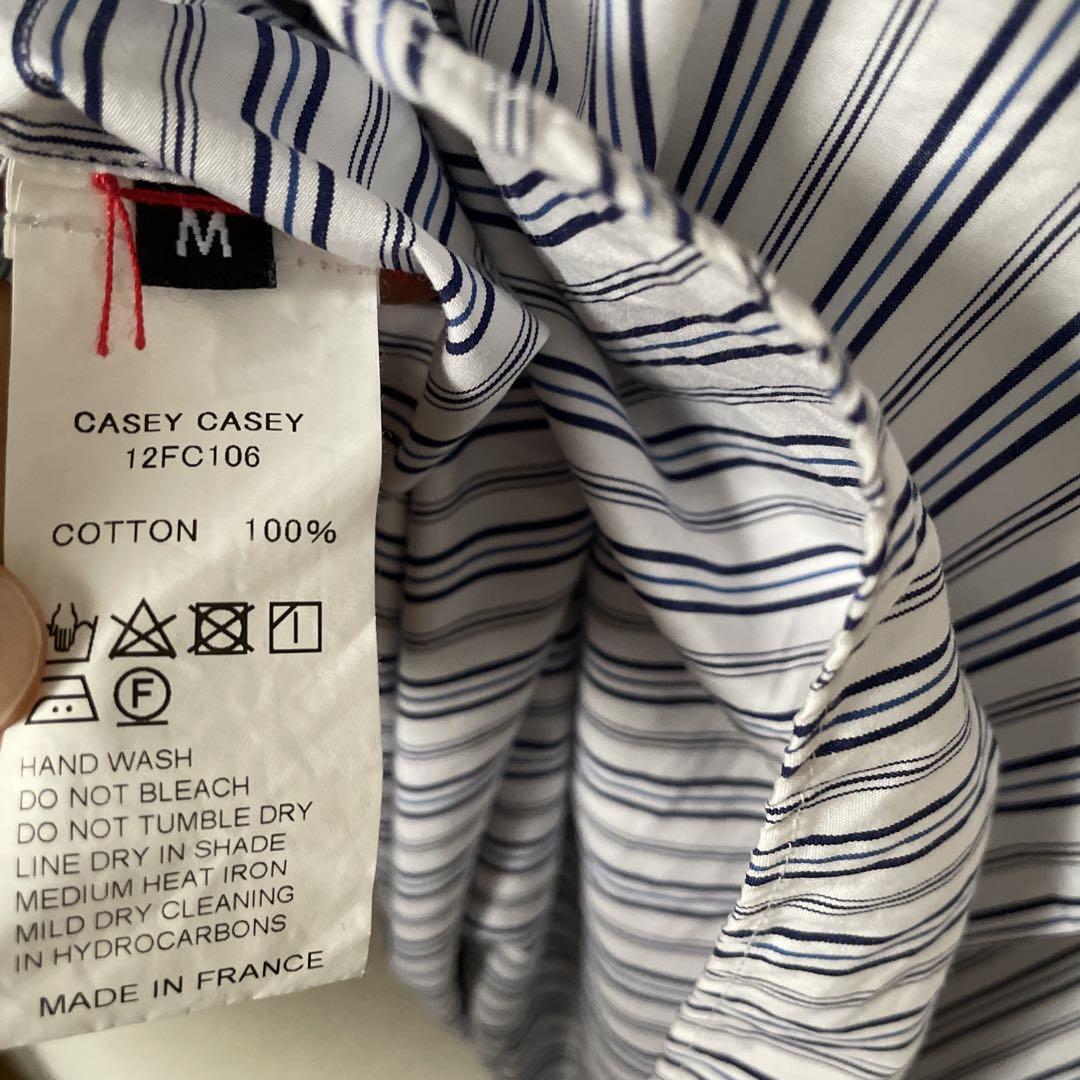 M
CASEY CASEY
12FC106
COTTON 100%
F
HAND WASH
DO NOT BLEACH
DO NOT TUMBLE DRY
LINE DRY IN SHADE
MEDIUM HEAT IRON
MILD DRY CLEANING
IN HYDROCARBONS
MADE IN FRANCE